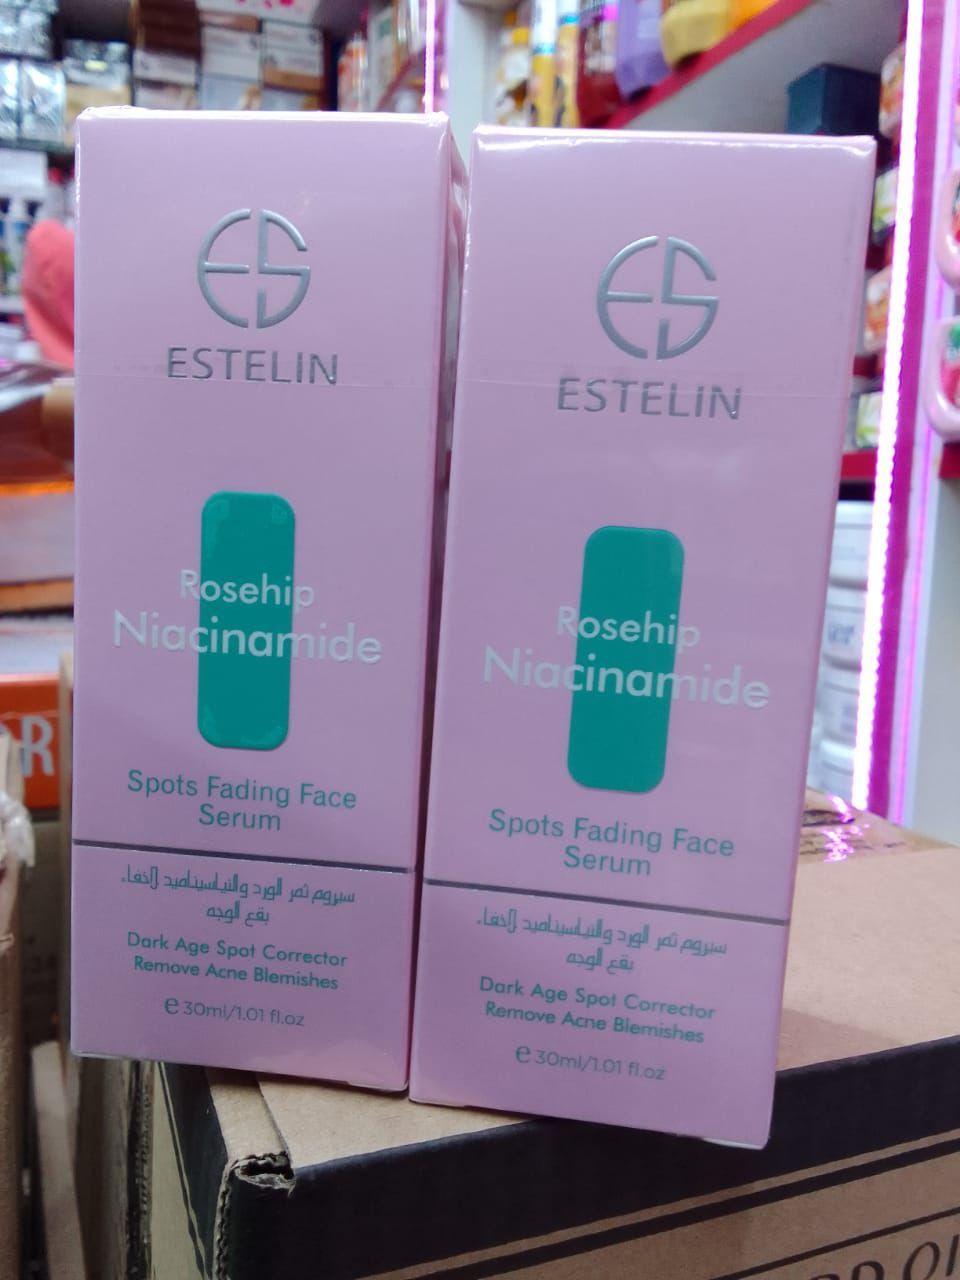 ES
ESTELIN
Rosehip
Niacinamide
Spots Fading Face
Serum
سيروم ثمر الورد والنياسيناميد لإخفاء
بقع الوجه
Dark Age Spot Corrector
Remove Acne Blemishes
e 30ml/1.01 fl.oz
ES
ESTELIN
Rosehip
Niacinamide
Spots Fading Face
Serum
سيروم ثمر الورد والنياسيناميد لإخفاء
بقع الوجه
Dark Age Spot Corrector
Remove Acne Blemishes
e 30ml/1.01 fl.oz